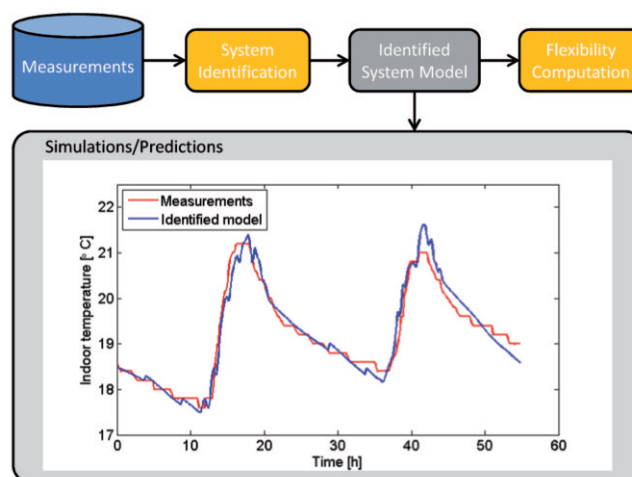 Measurements
System
Identification
Identified
System Model
Flexibility
Computation
Simulations/Predictions
Measurements
Identified model
Indoor temperature [° C]
22
21
20
19
18
17
0
10
20
30
40
50
60
Time [h]